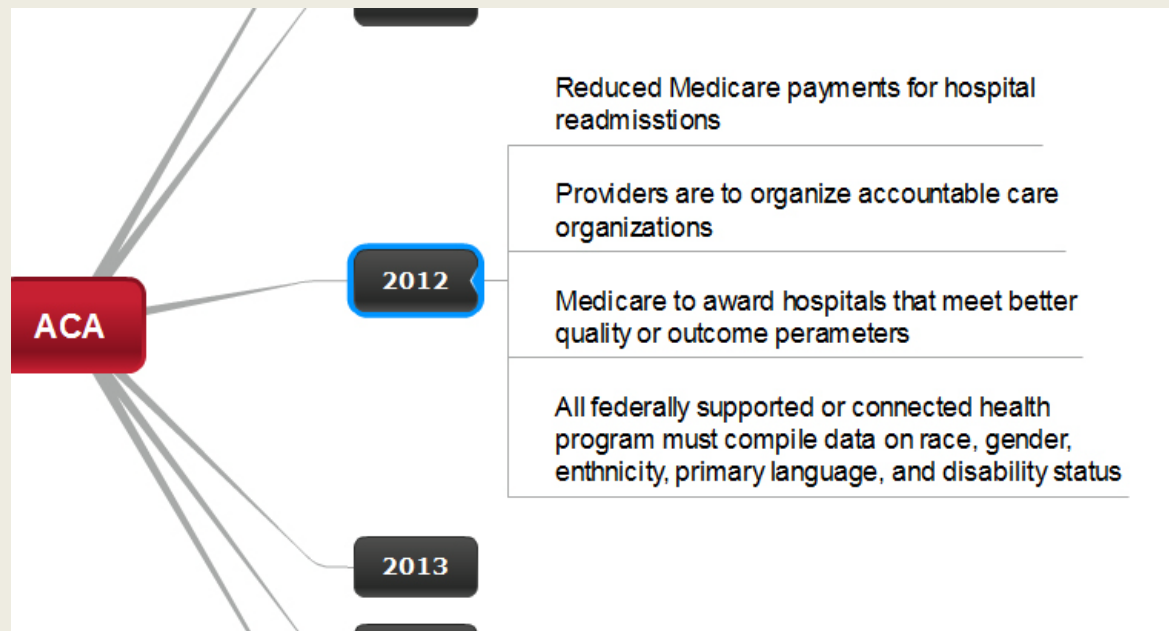 Reduced Medicare payments for hospital
readmisstions
Providers are to organize accountable care
organizations
2012
ACA
Medicare to award hospitals that meet better
quality or outcome perameters
All federally supported or connected health
program must compile data on race, gender,
enthnicity, primary language, and disability status
2013